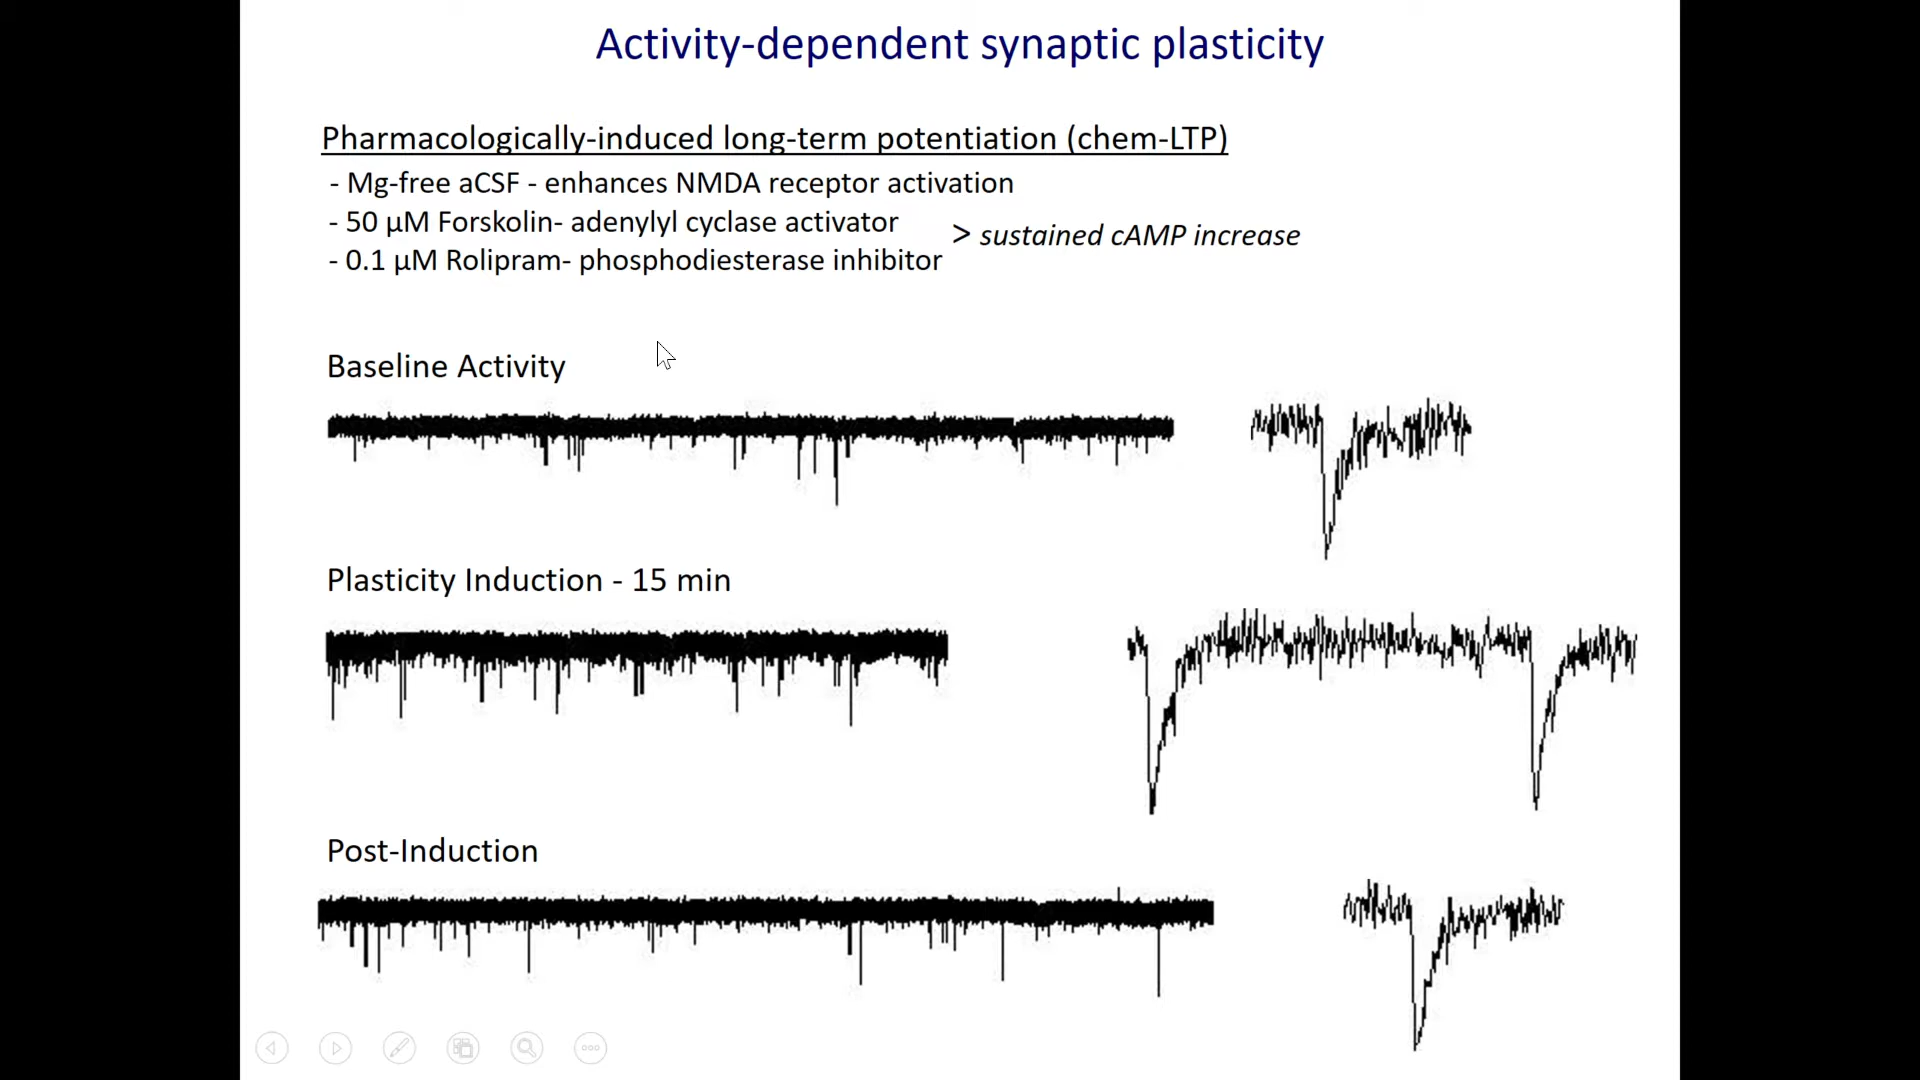 Activity-dependent synaptic plasticity
Pharmacologically-induced long-term potentiation (chem-LTP)
- Mg-free aCSF - enhances NMDA receptor activation
- 50 µM Forskolin- adenylyl cyclase activator
> sustained cAMP increase
- 0.1 µM Rolipram- phosphodiesterase inhibitor
Baseline Activity
Plasticity Induction - 15 min
Post-Induction